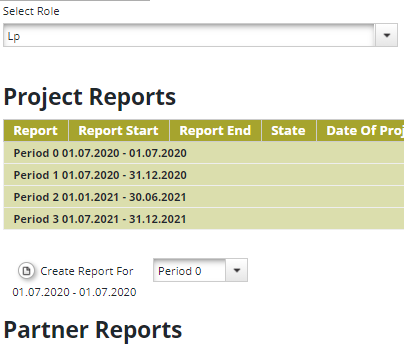 Select Role
Lp
Project Reports
Report Report Start Report End State Date Of Proj
Period 0 01.07.2020 - 01.07.2020
Period 1 01.07.2020 - 31.12.2020
Period 2 01.01.2021 - 30.06.2021
Period 3 01.07.2021 - 31.12.2021
Create Report For Period 0
01.07.2020 - 01.07.2020
Partner Reports